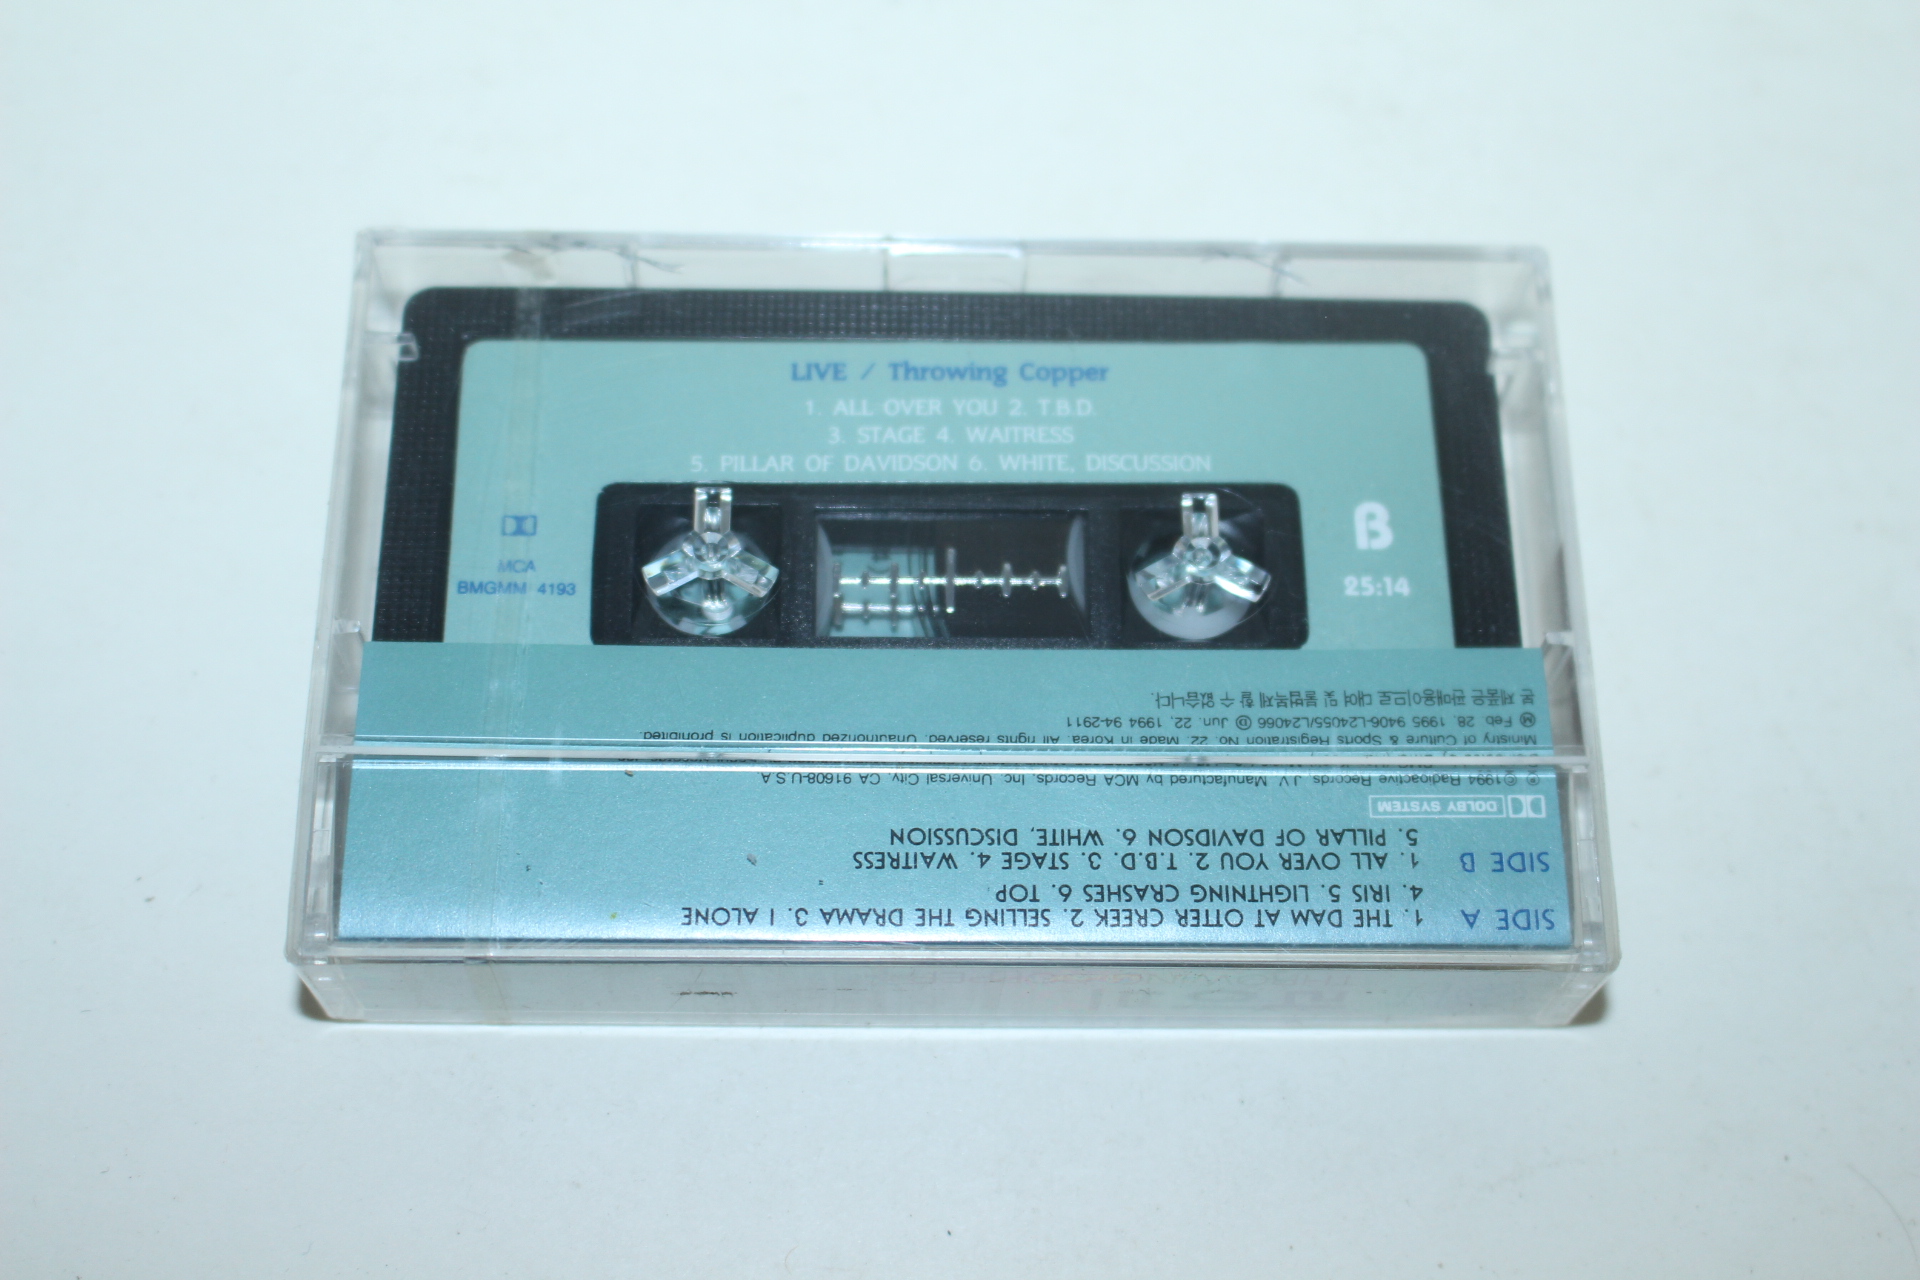 LIVE / Throwing Copper
1. ALL OVER YOU 2. T.B.D.
3. STAGE 4. WAITRESS
5. PILLAR OF DAVIDSON 6. WHITE, DISCUSSION
B
25:14
MCA
BMGMM 4193
SIDE A 1. THE DAM AT OTTER CREEK 2. SELLING THE DRAMA 3. I ALONE
4. IRIS 5. LIGHTNING CRASHES 6. TOP
SIDE B 1. ALL OVER YOU 2. T.B.D. 3. STAGE 4. WAITRESS
5. PILLAR OF DAVIDSON 6. WHITE, DISCUSSION
DOLBY SYSTEM
℗©1994 Radioactive Records, J.V. Manufactured by MCA Records, Inc. Universal City, CA 91608-U.S.A
Ministry of Culture & Sports Registration No. 22. Made in Korea. All rights reserved. Unauthorized duplication is prohibited.
Ⓜ Feb. 28. 1995 9406-L24055/L24066 Ⓓ Jun. 22, 1994 94-2911
본 제품은 판매용이므로 대여 및 불법복제 할 수 없습니다.